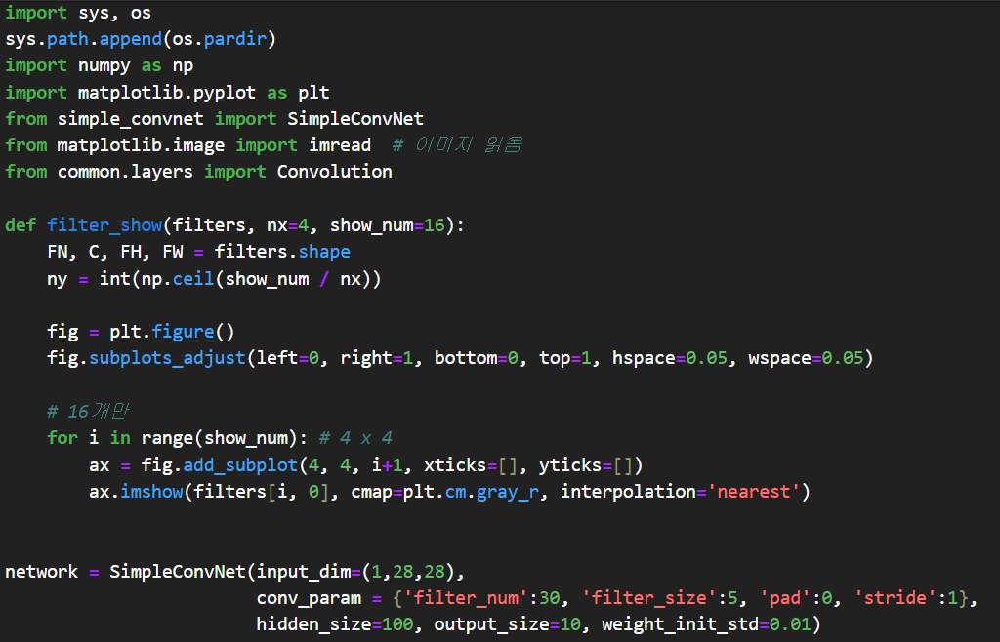 import sys, os
sys.path.append(os.pardir)
import numpy as np
import matplotlib.pyplot as plt
from simple_convnet import SimpleConvNet
from matplotlib.image import imread  # 이미지 읽옴
from common.layers import Convolution

def filter_show(filters, nx=4, show_num=16):
    FN, C, FH, FW = filters.shape
    ny = int(np.ceil(show_num / nx))

    fig = plt.figure()
    fig.subplots_adjust(left=0, right=1, bottom=0, top=1, hspace=0.05, wspace=0.05)

    # 16개만
    for i in range(show_num): # 4 x 4
        ax = fig.add_subplot(4, 4, i+1, xticks=[], yticks=[])
        ax.imshow(filters[i, 0], cmap=plt.cm.gray_r, interpolation='nearest')


network = SimpleConvNet(input_dim=(1,28,28),
                        conv_param = {'filter_num':30, 'filter_size':5, 'pad':0, 'stride':1},
                        hidden_size=100, output_size=10, weight_init_std=0.01)